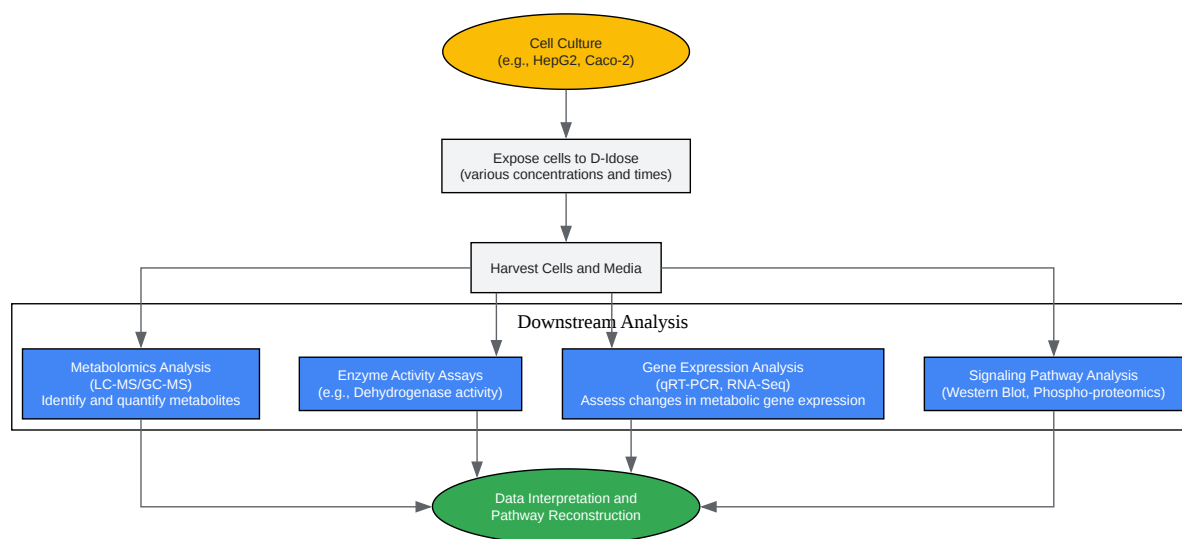 Cell Culture
(e.g., HepG2, Caco-2)
Expose cells to D-Idose
(various concentrations and times)
Harvest Cells and Media
Downstream Analysis
Metabolomics Analysis
(LC-MS/GC-MS)
Identify and quantify metabolites
Enzyme Activity Assays
(e.g., Dehydrogenase activity)
Gene Expression Analysis
(qRT-PCR, RNA-Seq)
Assess changes in metabolic gene expression
Signaling Pathway Analysis
(Western Blot, Phospho-proteomics)
Data Interpretation and
Pathway Reconstruction